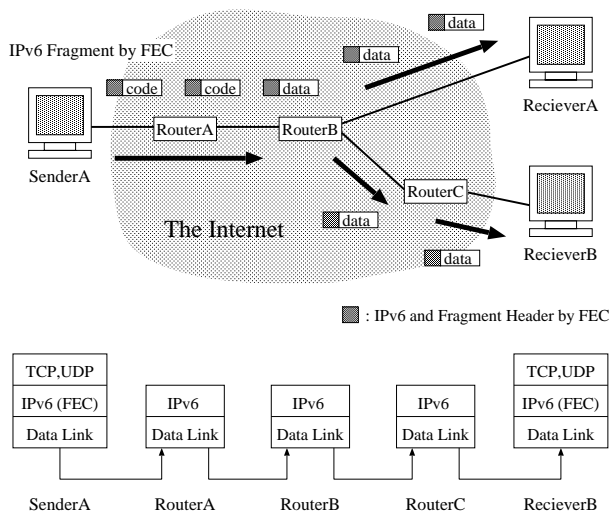 IPv6 Fragment by FEC
data
data
code
code
data
RecieverA
RouterA
RouterB
SenderA
RouterC
data
The Internet
data
RecieverB
: IPv6 and Fragment Header by FEC
TCP,UDP
TCP,UDP
IPv6 (FEC)
IPv6
IPv6
IPv6
IPv6 (FEC)
Data Link
Data Link
Data Link
Data Link
Data Link
SenderA
RouterA
RouterB
RouterC
RecieverB